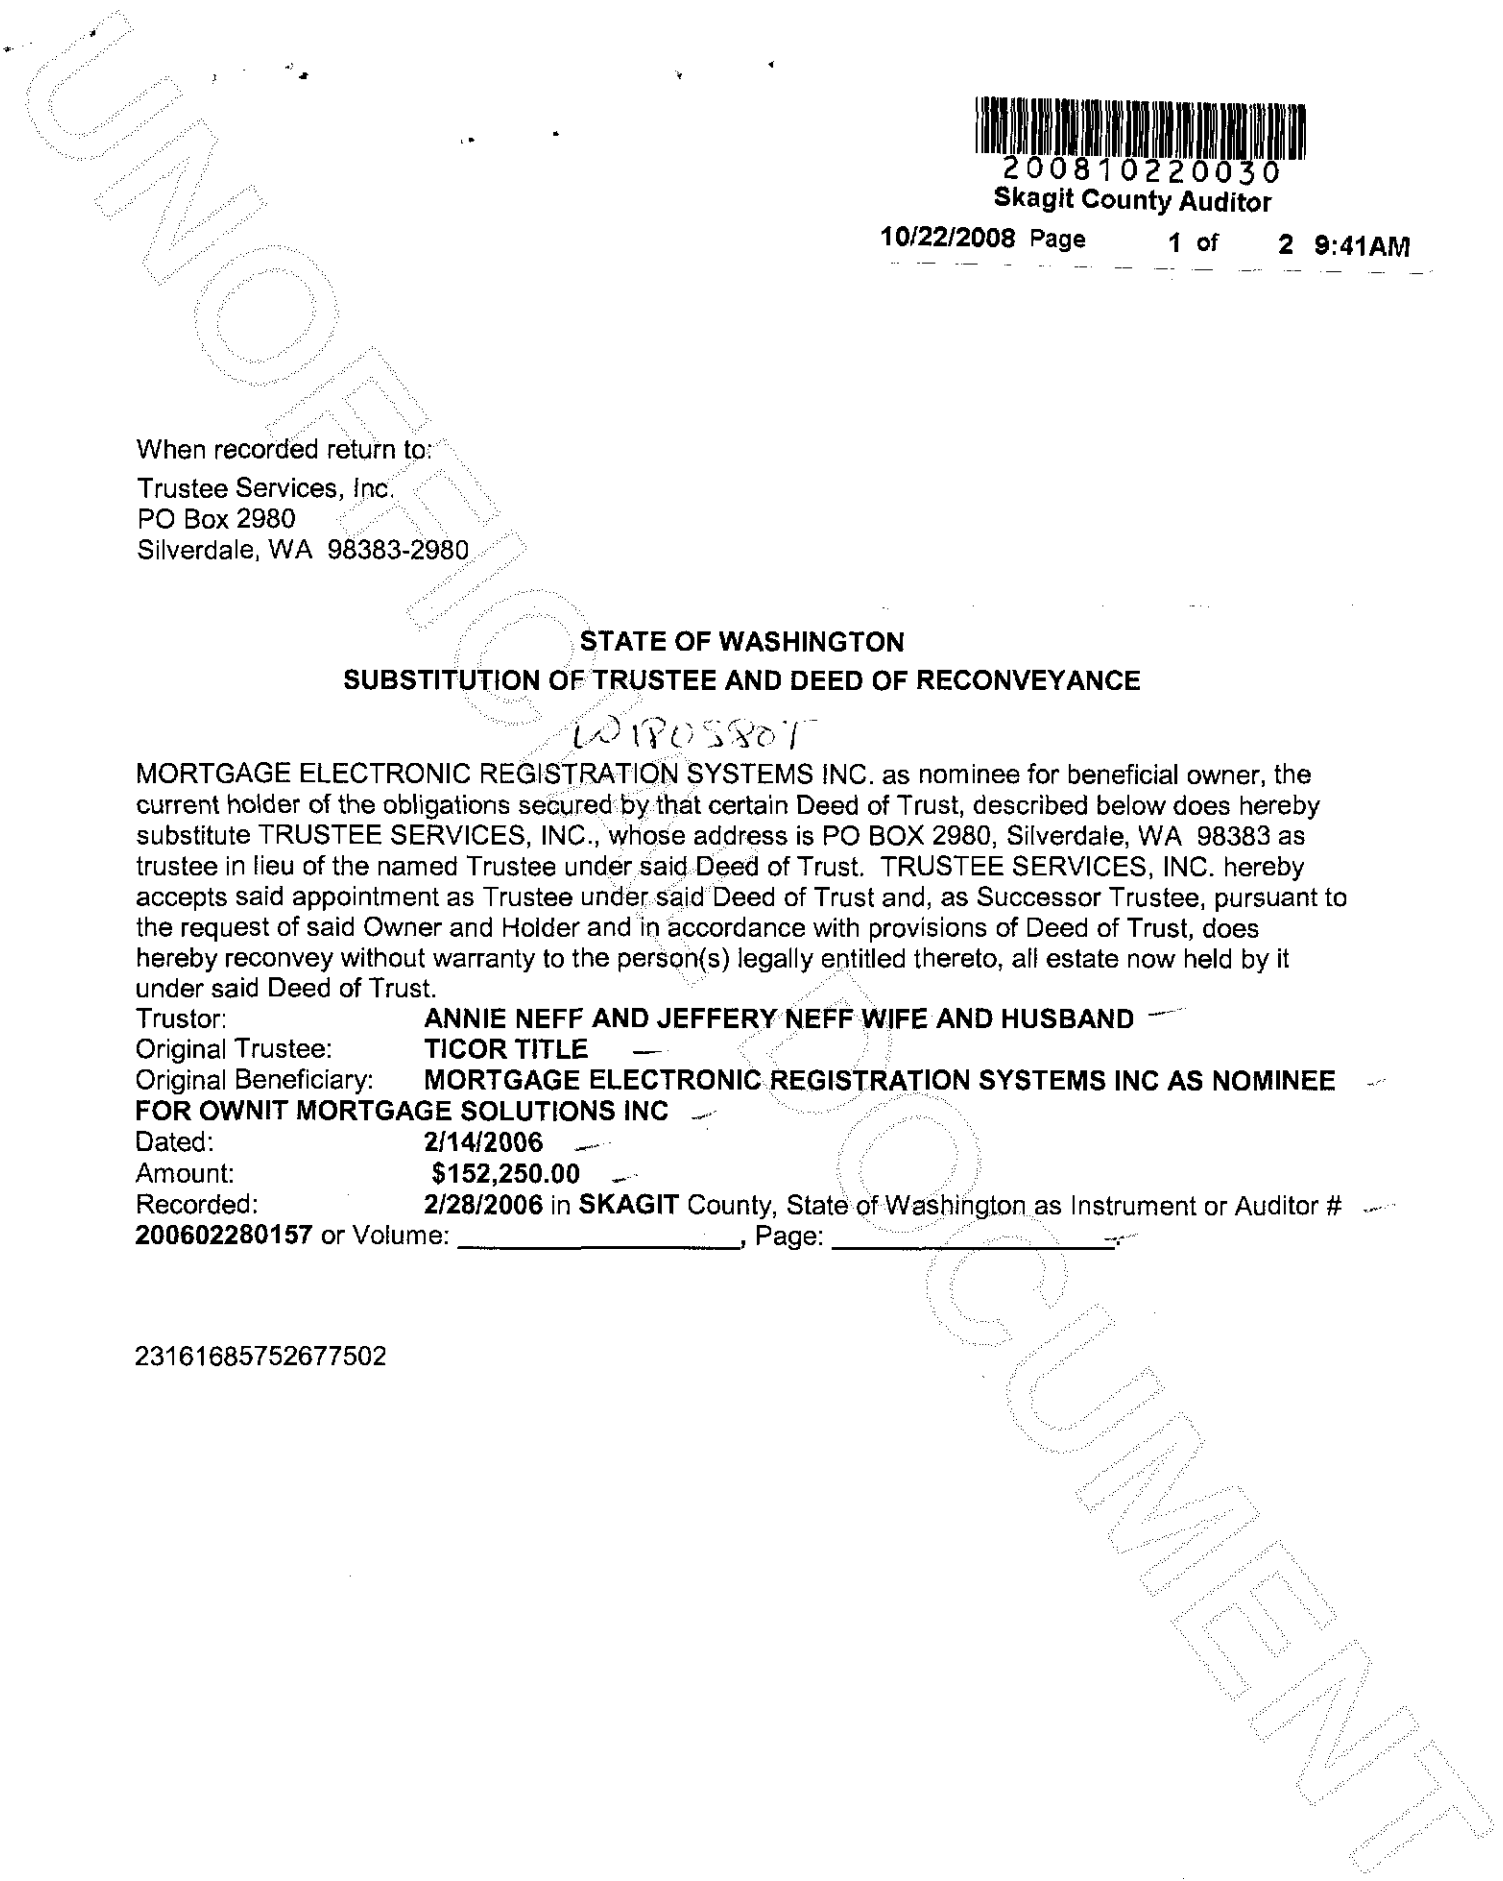 200810220030
Skagit County Auditor
10/22/2008 Page 1 of 2 9:41AM
When recorded return to:
Trustee Services, Inc.
PO Box 2980
Silverdale, WA 98383-2980
STATE OF WASHINGTON
SUBSTITUTION OF TRUSTEE AND DEED OF RECONVEYANCE
MORTGAGE ELECTRONIC REGISTRATION SYSTEMS INC. as nominee for beneficial owner, the
current holder of the obligations secured by that certain Deed of Trust, described below does hereby
substitute TRUSTEE SERVICES, INC., whose address is PO BOX 2980, Silverdale, WA 98383 as
trustee in lieu of the named Trustee under said Deed of Trust. TRUSTEE SERVICES, INC. hereby
accepts said appointment as Trustee under said Deed of Trust and, as Successor Trustee, pursuant to
the request of said Owner and Holder and in accordance with provisions of Deed of Trust, does
hereby reconvey without warranty to the person(s) legally entitled thereto, all estate now held by it
under said Deed of Trust.
Trustor: ANNIE NEFF AND JEFFERY NEFF WIFE AND HUSBAND
Original Trustee: TICOR TITLE
Original Beneficiary: MORTGAGE ELECTRONIC REGISTRATION SYSTEMS INC AS NOMINEE
FOR OWNIT MORTGAGE SOLUTIONS INC
Dated: 2/14/2006
Amount: $152,250.00
Recorded: 2/28/2006 in SKAGIT County, State of Washington as Instrument or Auditor #
200602280157 or Volume: ____________________, Page: ____________________.
23161685752677502
UNOFFICIAL DOCUMENT